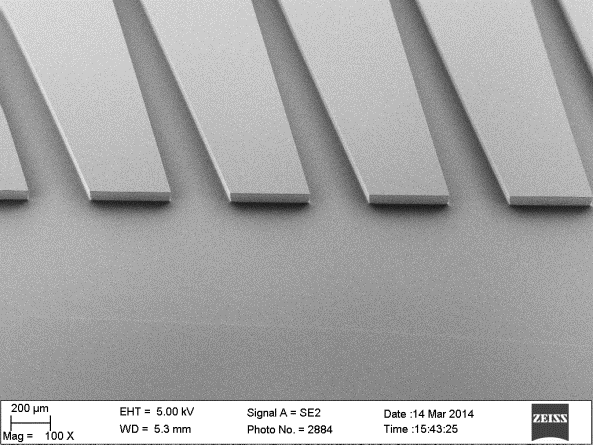 200 µm
Mag = 100 X
EHT = 5.00 kV
WD = 5.3 mm
Signal A = SE2
Photo No. = 2884
Date :14 Mar 2014
Time :15:43:25
ZEISS